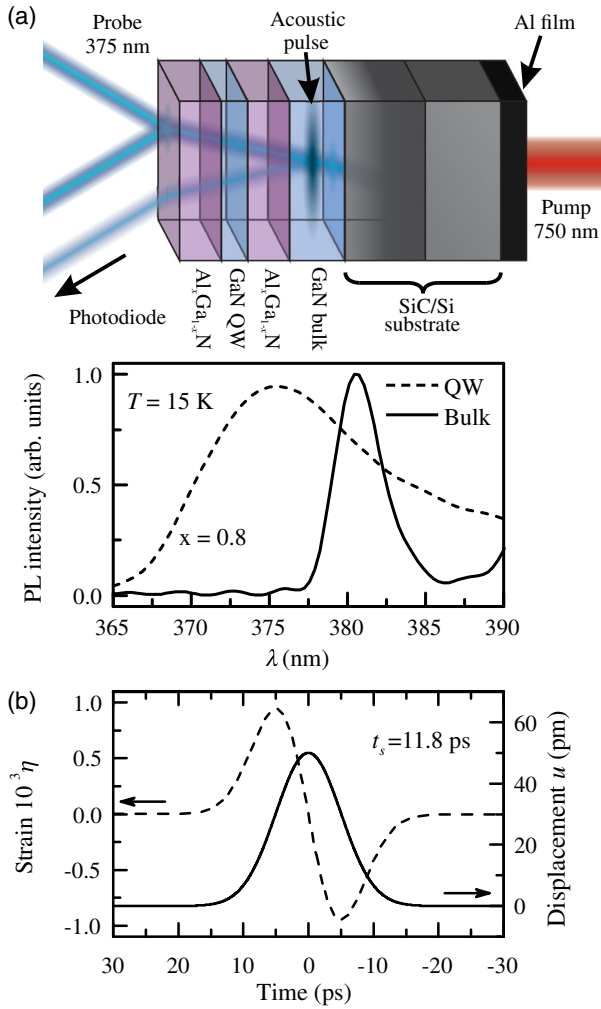 (a)
Probe
375 nm
Acoustic
pulse
Al film
Pump
750 nm
Photodiode
AlₓGa₁₋ₓN
GaN QW
AlₓGa₁₋ₓN
GaN bulk
SiC/Si
substrate
T = 15 K
QW
Bulk
x = 0.8
PL intensity (arb. units)
1.0
0.5
0.0
365 370 375 380 385 390
λ (nm)
(b)
tₛ=11.8 ps
Strain 10³η
1.0
0.5
0.0
-0.5
-1.0
60
40
20
0
Displacement u (pm)
30 20 10 0 -10 -20 -30
Time (ps)